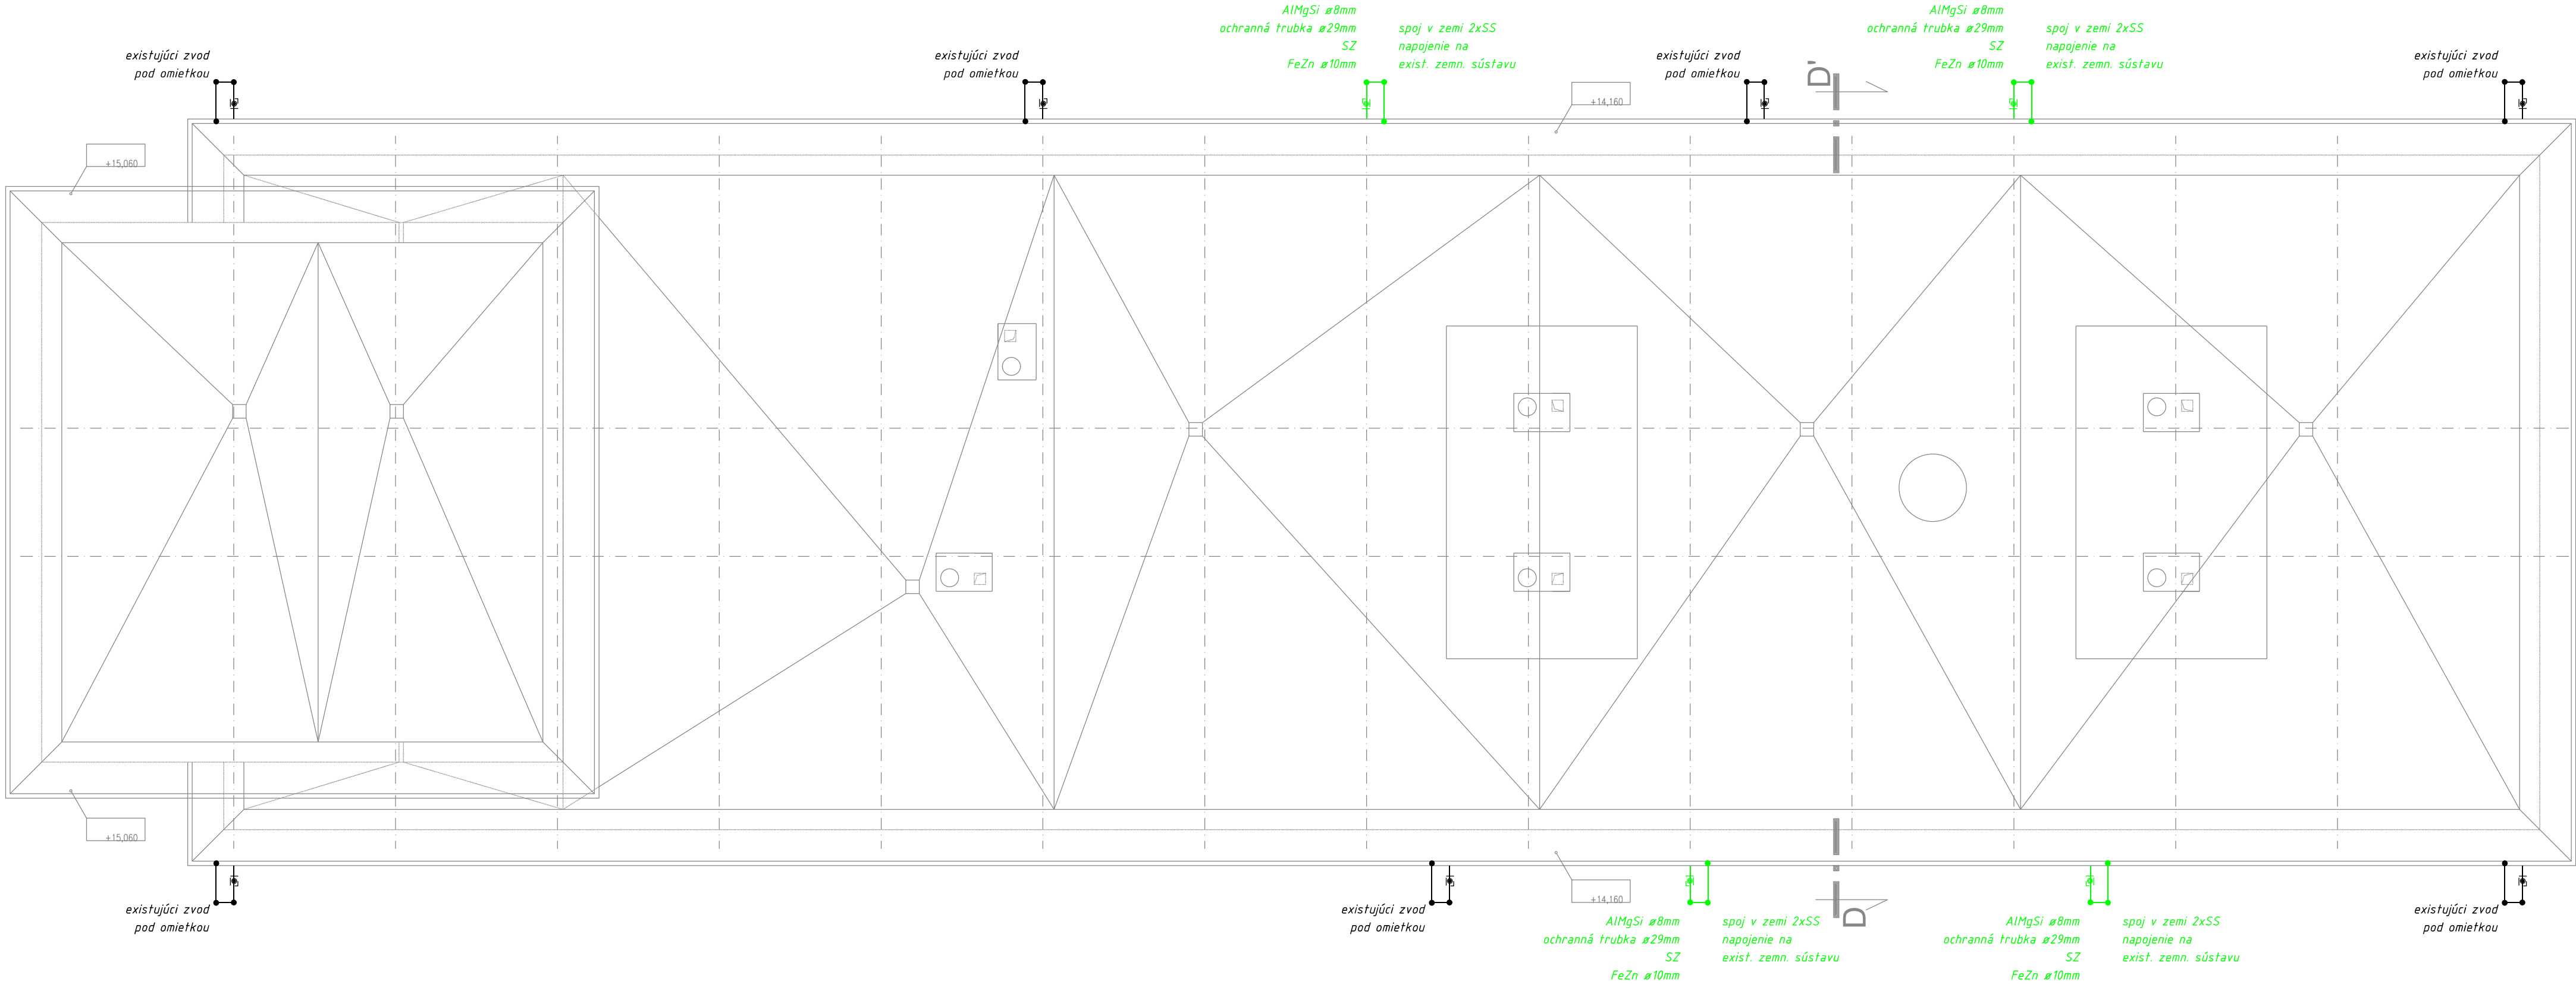 AlMgSi ø8mm
ochranná trubka ø29mm
SZ
FeZn ø10mm
spoj v zemi 2xSS
napojenie na
exist. zemn. sústavu
AlMgSi ø8mm
ochranná trubka ø29mm
SZ
FeZn ø10mm
spoj v zemi 2xSS
napojenie na
exist. zemn. sústavu
existujúci zvod
pod omietkou
existujúci zvod
pod omietkou
existujúci zvod
pod omietkou
existujúci zvod
pod omietkou
D'
+14,160
+15,060
+15,060
+14,160
D
existujúci zvod
pod omietkou
existujúci zvod
pod omietkou
existujúci zvod
pod omietkou
AlMgSi ø8mm
ochranná trubka ø29mm
SZ
FeZn ø10mm
spoj v zemi 2xSS
napojenie na
exist. zemn. sústavu
AlMgSi ø8mm
ochranná trubka ø29mm
SZ
FeZn ø10mm
spoj v zemi 2xSS
napojenie na
exist. zemn. sústavu